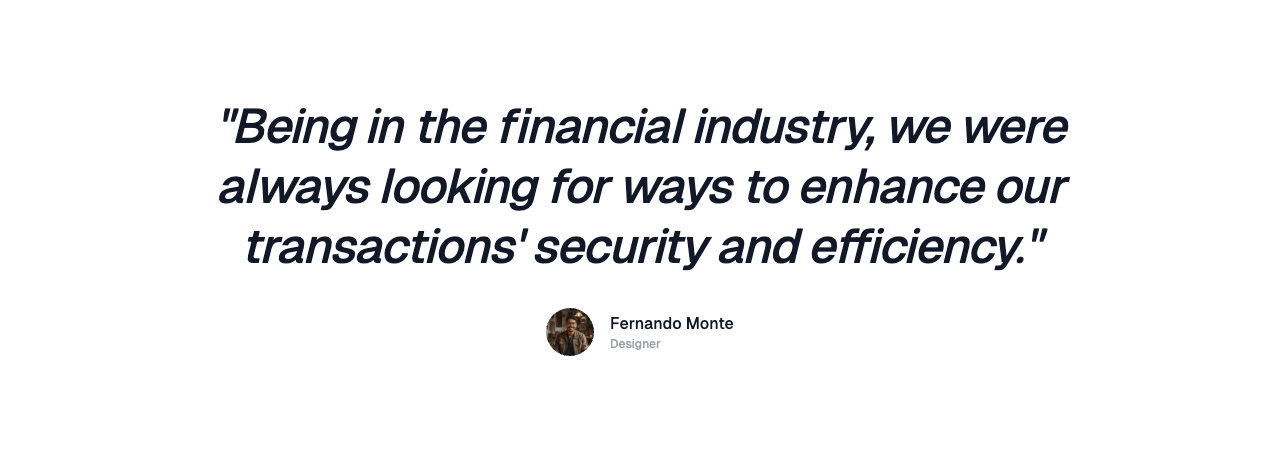 "Being in the financial industry, we were
always looking for ways to enhance our
transactions' security and efficiency."
Fernando Monte
Designer